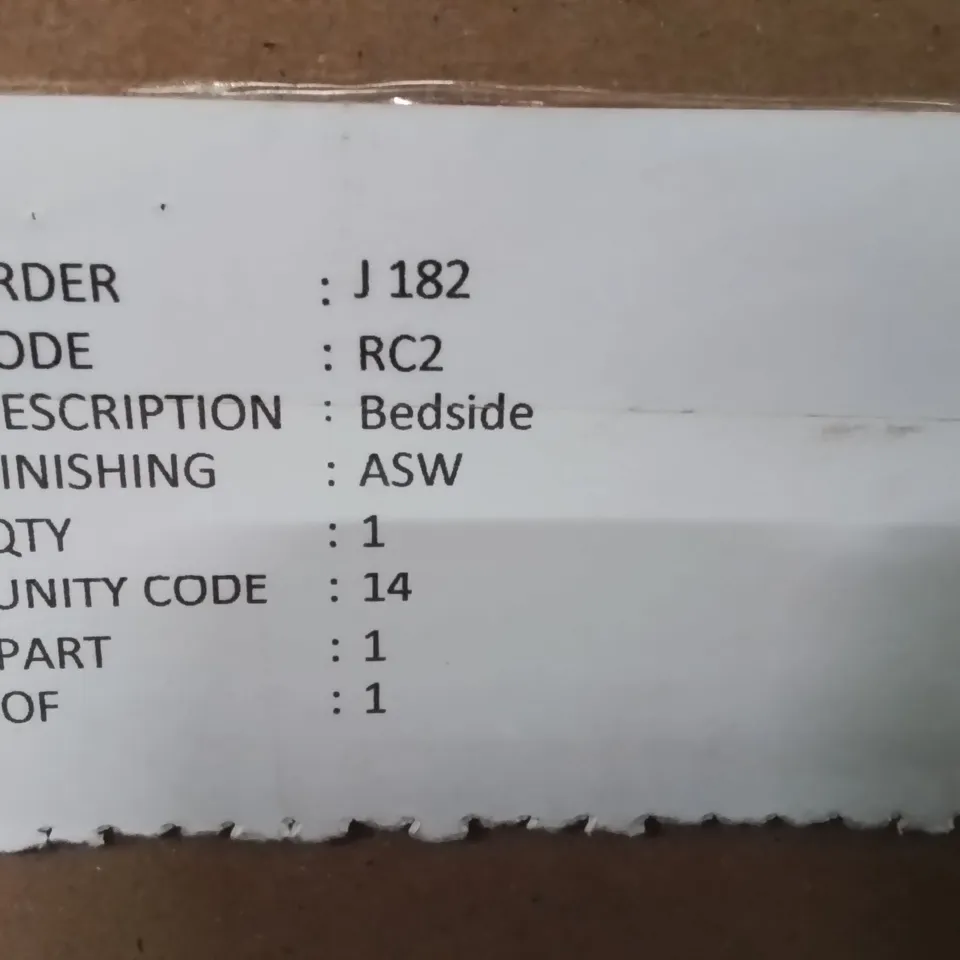 RDER : J 182
ODE : RC2
ESCRIPTION : Bedside
INISHING : ASW
QTY : 1
UNITY CODE : 14
PART : 1
OF : 1